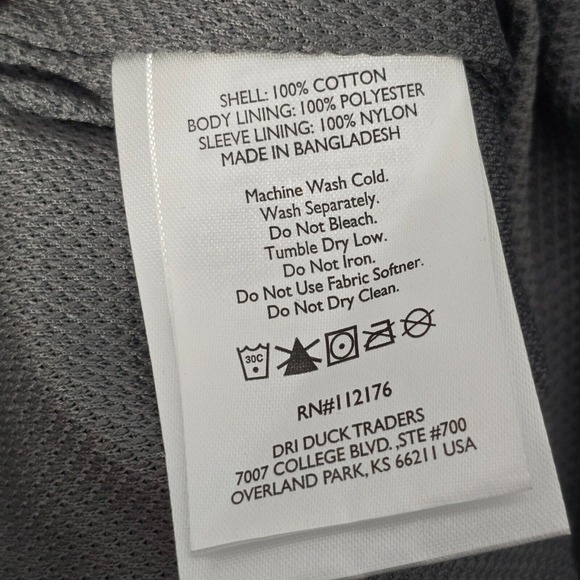 SHELL: 100% COTTON
BODY LINING: 100% POLYESTER
SLEEVE LINING: 100% NYLON
MADE IN BANGLADESH
Machine Wash Cold.
Wash Separately.
Do Not Bleach.
Tumble Dry Low.
Do Not Iron.
Do Not Use Fabric Softner.
Do Not Dry Clean.
30C
RN#112176
DRI DUCK TRADERS
7007 COLLEGE BLVD. ,STE #700
OVERLAND PARK, KS 66211 USA